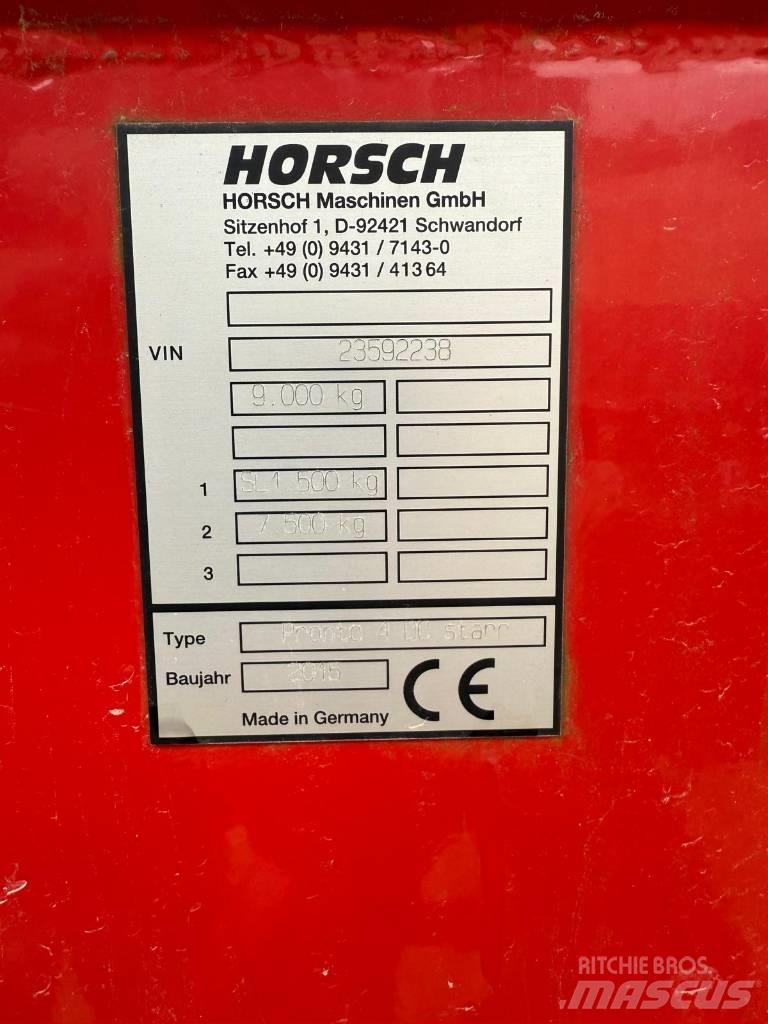 HORSCH
HORSCH Maschinen GmbH
Sitzenhof 1, D-92421 Schwandorf
Tel. +49 (0) 9431 / 7143-0
Fax +49 (0) 9431 / 413 64
VIN 23592238
9.000 kg
1 SL1 500 kg
2 7.500 kg
3
Type Pronto 4 DC starr
Baujahr 2015
CE
Made in Germany
RITCHIE BROS.
MASCUS